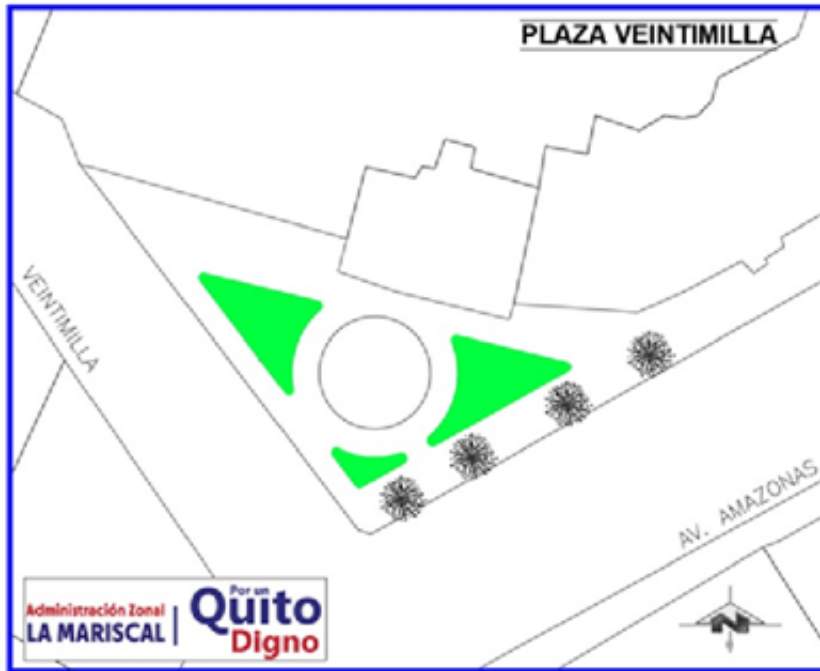 PLAZA VEINTIMILLA
VEINTIMILLA
AV. AMAZONAS
N
Administración Zonal
LA MARISCAL
Por un
Quito
Digno